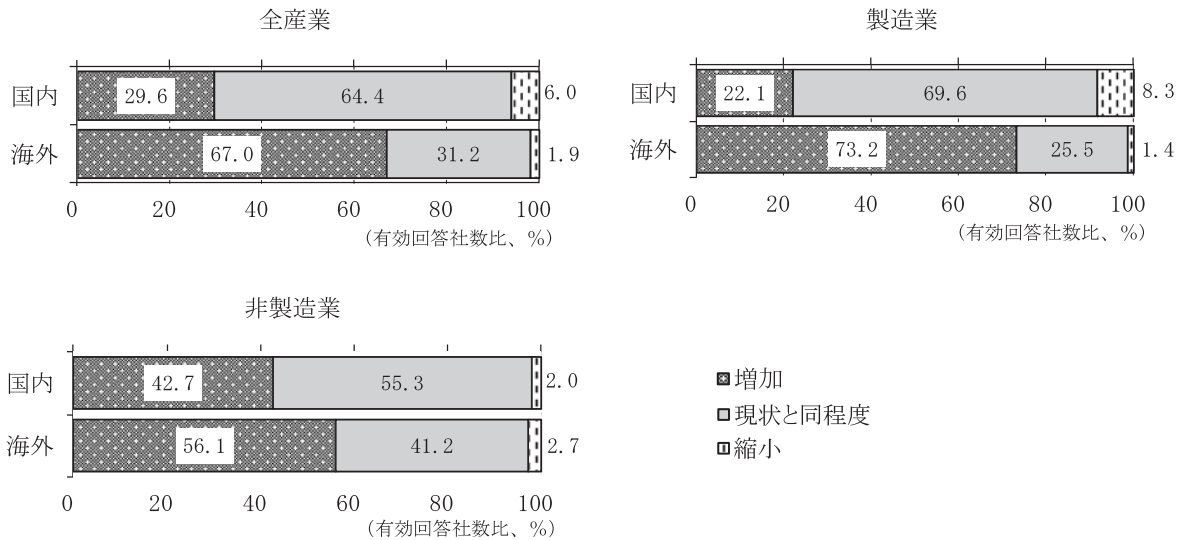 全産業
国内 29.6 64.4 6.0
海外 67.0 31.2 1.9
0 20 40 60 80 100
(有効回答社数比、%)
製造業
国内 22.1 69.6 8.3
海外 73.2 25.5 1.4
0 20 40 60 80 100
(有効回答社数比、%)
非製造業
国内 42.7 55.3 2.0
海外 56.1 41.2 2.7
0 20 40 60 80 100
(有効回答社数比、%)
増加
現状と同程度
縮小